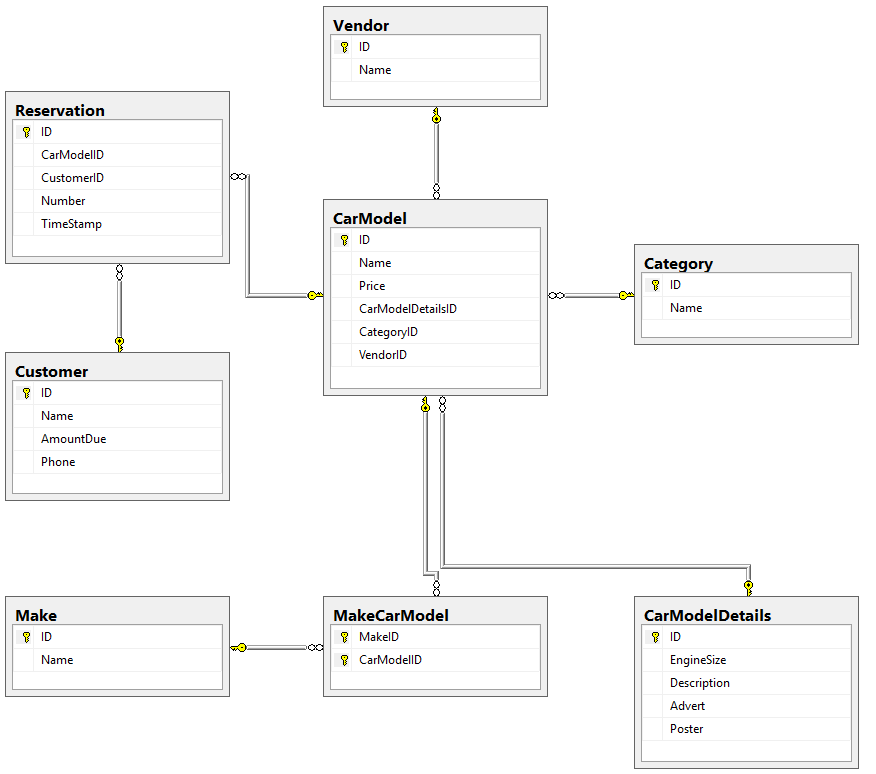 Vendor
ID
Name
Reservation
ID
CarModelID
CustomerID
Number
TimeStamp
CarModel
ID
Name
Price
CarModelDetailsID
CategoryID
VendorID
Category
ID
Name
Customer
ID
Name
AmountDue
Phone
Make
ID
Name
MakeCarModel
MakeID
CarModelID
CarModelDetails
ID
EngineSize
Description
Advert
Poster